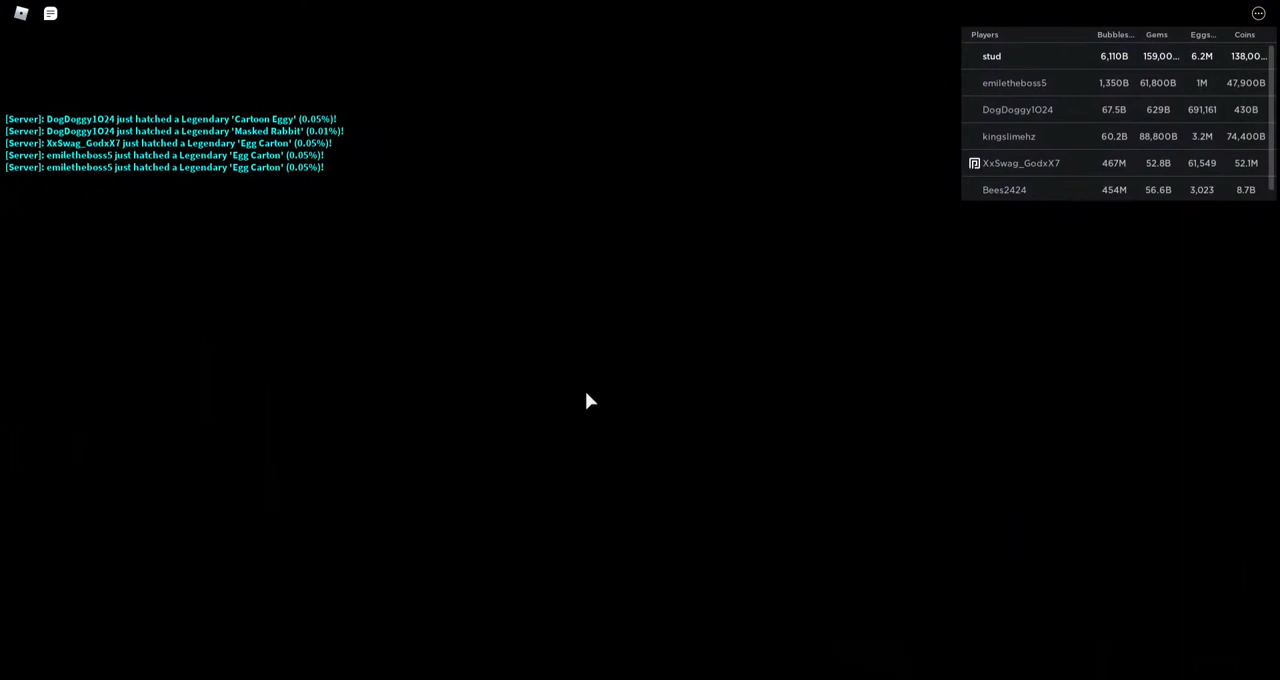 Players Bubbles... Gems Eggs... Coins
stud 6,110B 159,00... 6.2M 138,00...
emiletheboss5 1,350B 61,800B 1M 47,900B
[Server]: DogDoggy1O24 just hatched a Legendary 'Cartoon Eggy' (0.05%)!
[Server]: DogDoggy1O24 just hatched a Legendary 'Masked Rabbit' (0.01%)!
[Server]: XxSwag_GodxX7 just hatched a Legendary 'Egg Carton' (0.05%)!
[Server]: emiletheboss5 just hatched a Legendary 'Egg Carton' (0.05%)!
[Server]: emiletheboss5 just hatched a Legendary 'Egg Carton' (0.05%)!
DogDoggy1O24 67.5B 629B 691,161 430B
kingslimehz 60.2B 88,800B 3.2M 74,400B
XxSwag_GodxX7 467M 52.8B 61,549 52.1M
Bees2424 454M 56.6B 3,023 8.7B